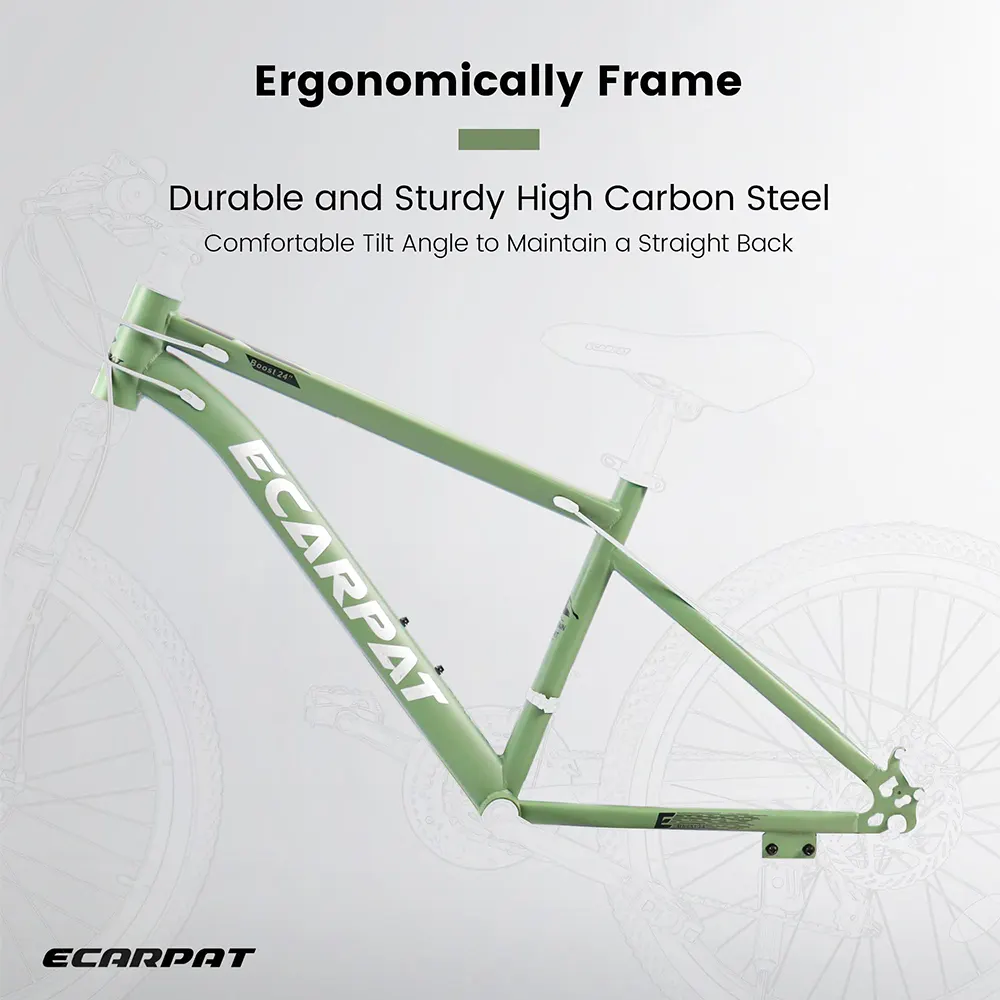 Ergonomically Frame
Durable and Sturdy High Carbon Steel
Comfortable Tilt Angle to Maintain a Straight Back
Boost 24"
ECARPAT
ECARPAT
E
ECARPAT